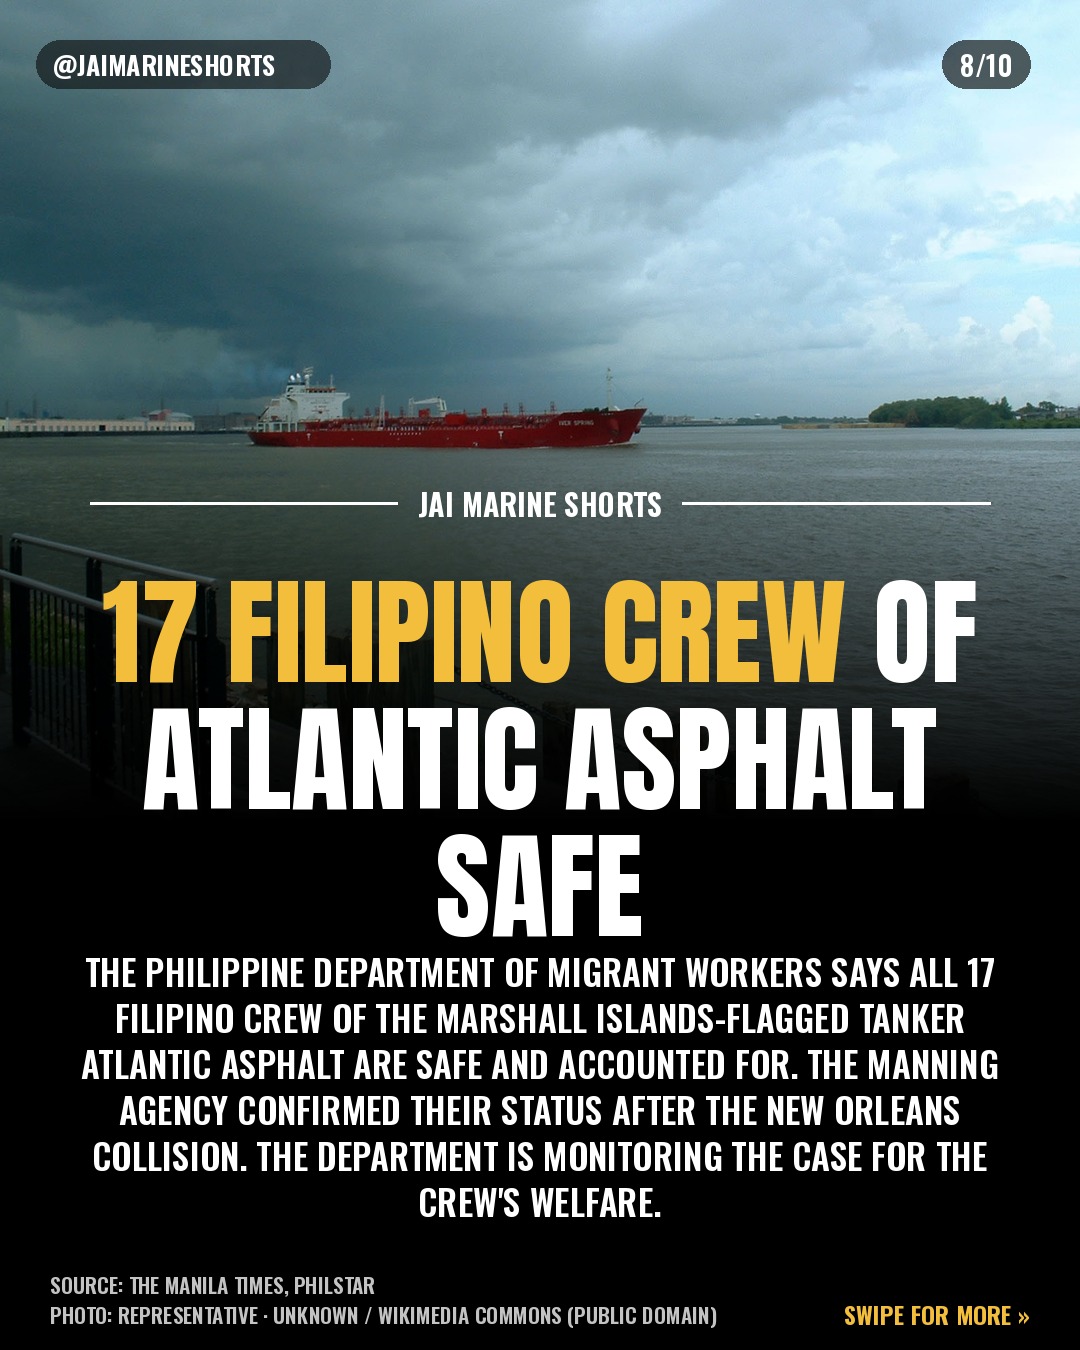 @JAIMARINESHORTS
8/10
IVER SPRING
JAI MARINE SHORTS
17 FILIPINO CREW OF
ATLANTIC ASPHALT
SAFE
THE PHILIPPINE DEPARTMENT OF MIGRANT WORKERS SAYS ALL 17
FILIPINO CREW OF THE MARSHALL ISLANDS-FLAGGED TANKER
ATLANTIC ASPHALT ARE SAFE AND ACCOUNTED FOR. THE MANNING
AGENCY CONFIRMED THEIR STATUS AFTER THE NEW ORLEANS
COLLISION. THE DEPARTMENT IS MONITORING THE CASE FOR THE
CREW'S WELFARE.
SOURCE: THE MANILA TIMES, PHILSTAR
PHOTO: REPRESENTATIVE · UNKNOWN / WIKIMEDIA COMMONS (PUBLIC DOMAIN)
SWIPE FOR MORE »